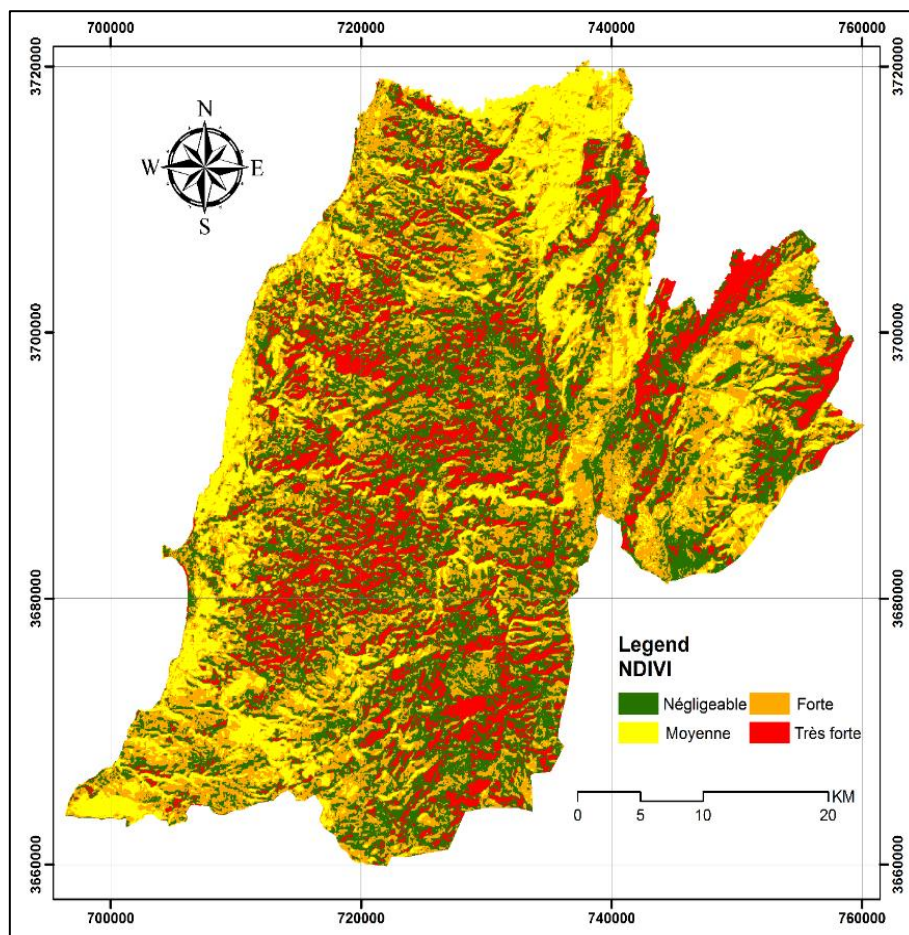 700000 720000 740000 760000
3720000 3720000
N
W E
S
3700000 3700000
3680000 3680000
Legend
NDIVI
Négligeable Forte
Moyenne Très forte
KM
0 5 10 20
3660000 3660000
700000 720000 740000 760000